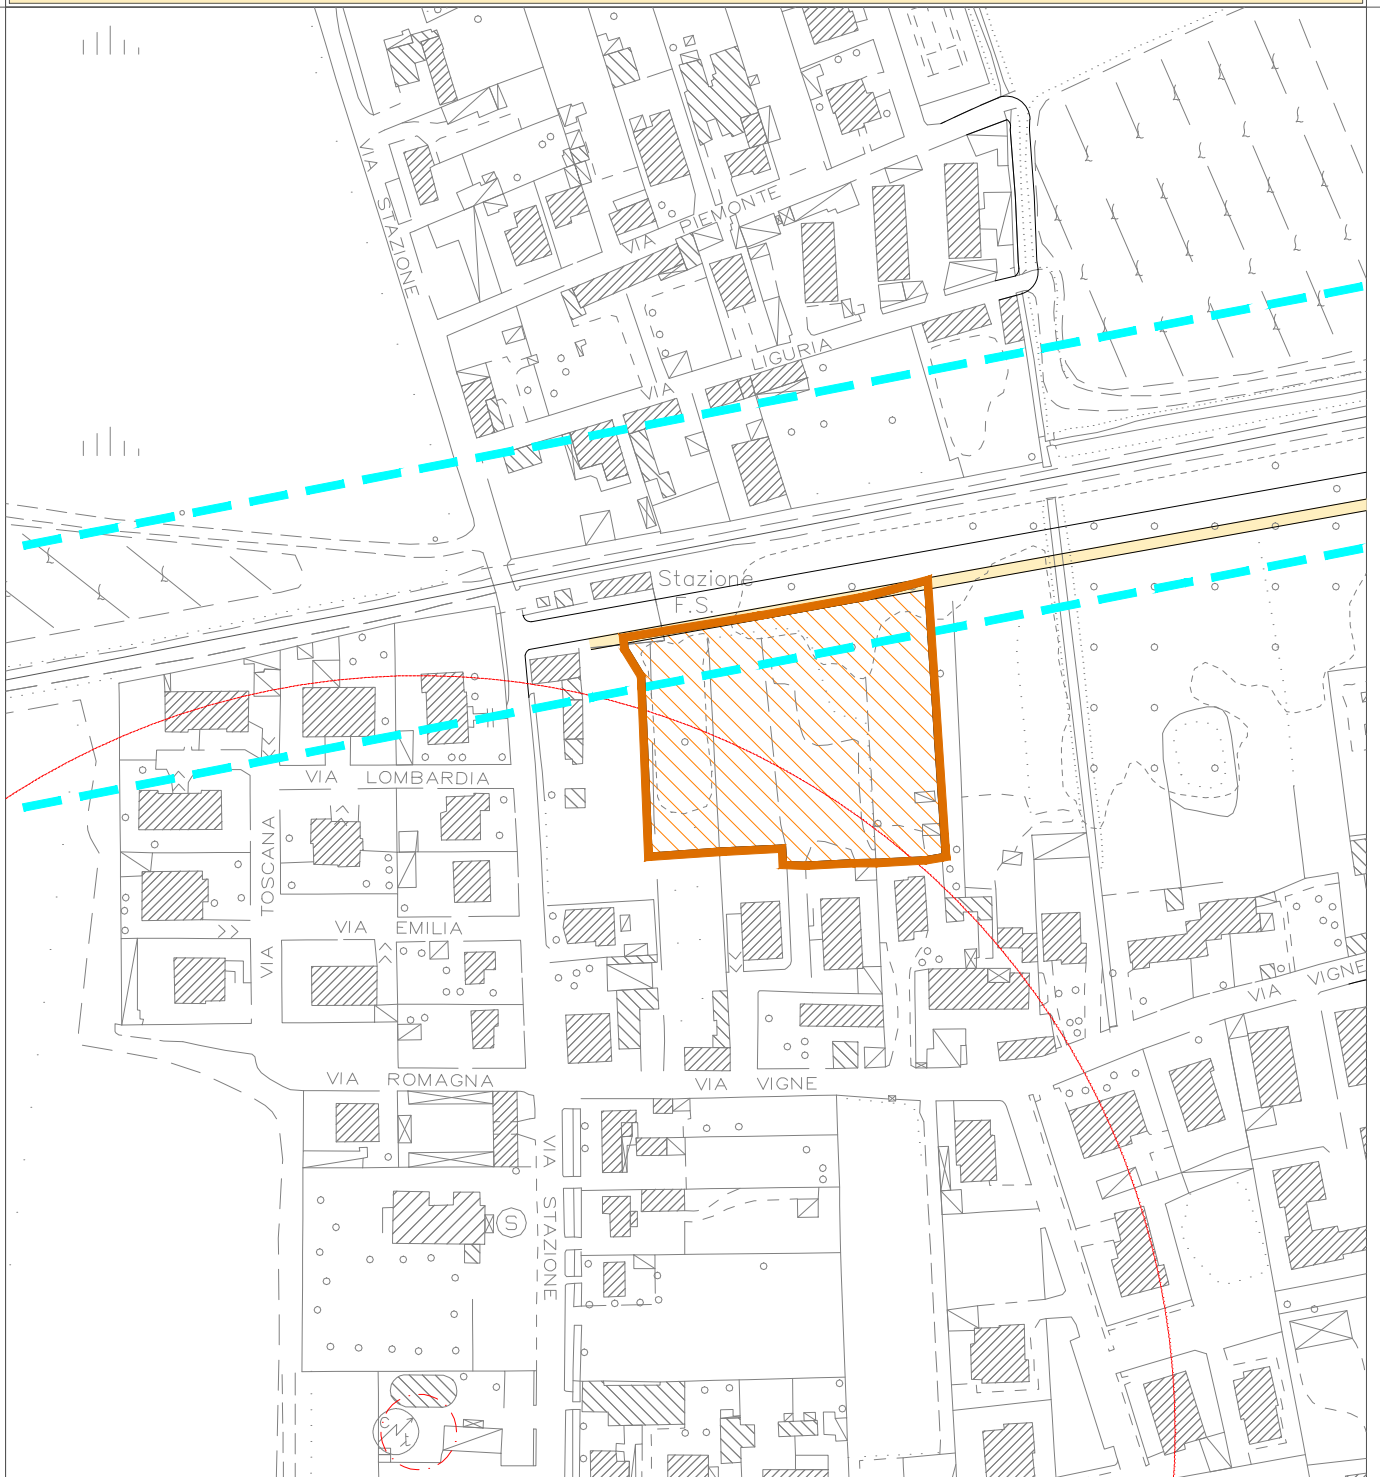 VIA STAZIONE
VIA PIEMONTE
VIA LIGURIA
Stazione
F.S.
VIA LOMBARDIA
VIA TOSCANA
VIA EMILIA
VIA VIGNE
VIA ROMAGNA
VIA VIGNE
VIA STAZIONE
S
C
t